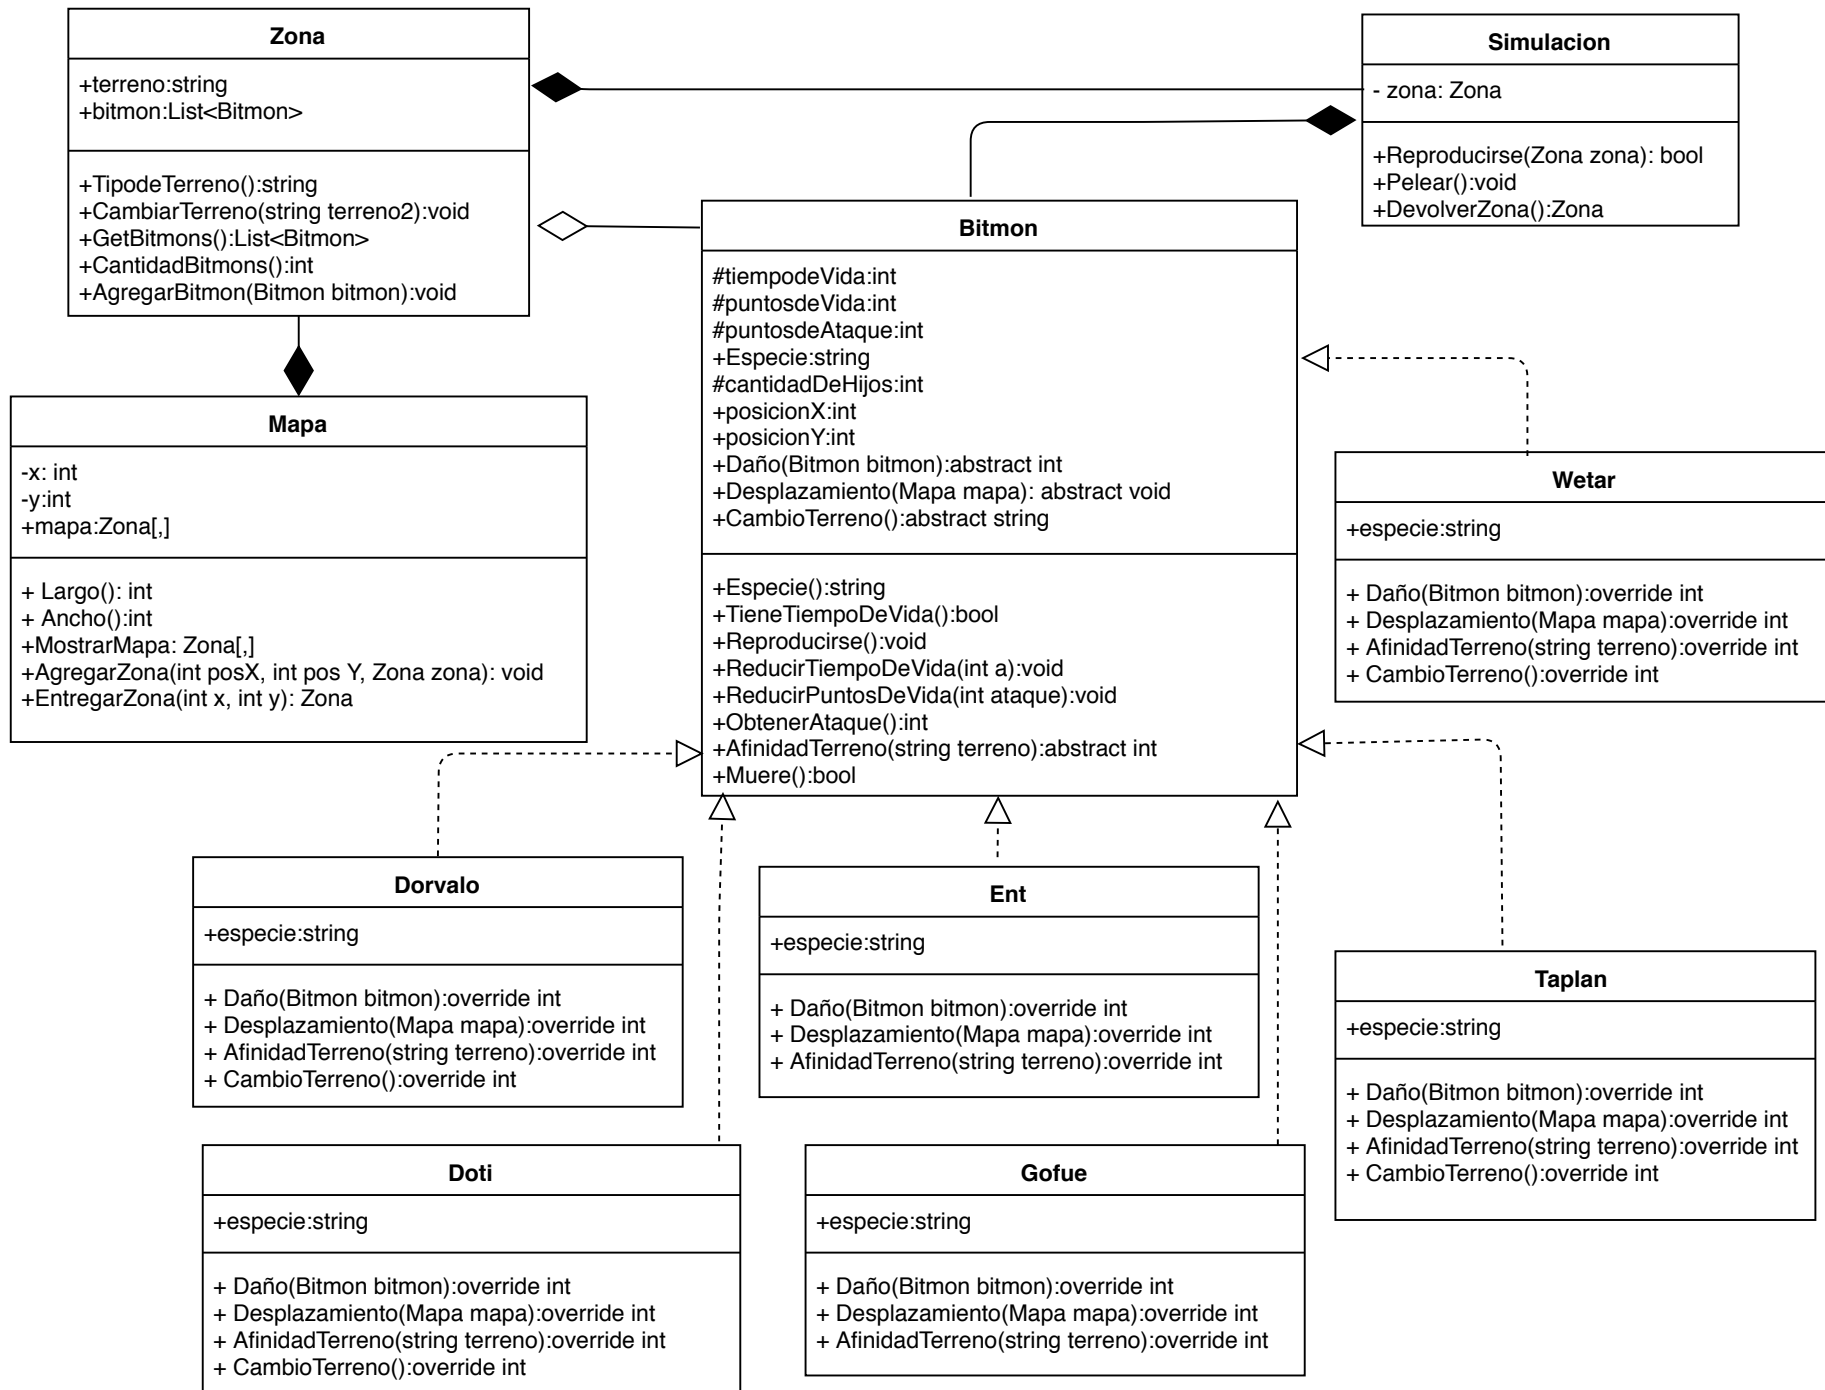 Zona
+terreno:string
+bitmon:List<Bitmon>
+TipodeTerreno():string
+CambiarTerreno(string terreno2):void
+GetBitmons():List<Bitmon>
+CantidadBitmons():int
+AgregarBitmon(Bitmon bitmon):void
Simulacion
- zona: Zona
+Reproducirse(Zona zona): bool
+Pelear():void
+DevolverZona():Zona
Bitmon
#tiempodeVida:int
#puntosdeVida:int
#puntosdeAtaque:int
+Especie:string
#cantidadDeHijos:int
+posicionX:int
+posicionY:int
+Daño(Bitmon bitmon):abstract int
+Desplazamiento(Mapa mapa): abstract void
+CambioTerreno():abstract string
+Especie():string
+TieneTiempoDeVida():bool
+Reproducirse():void
+ReducirTiempoDeVida(int a):void
+ReducirPuntosDeVida(int ataque):void
+ObtenerAtaque():int
+AfinidadTerreno(string terreno):abstract int
+Muere():bool
Mapa
-x: int
-y:int
+mapa:Zona[,]
+ Largo(): int
+ Ancho():int
+MostrarMapa: Zona[,]
+AgregarZona(int posX, int pos Y, Zona zona): void
+EntregarZona(int x, int y): Zona
Wetar
+especie:string
+ Daño(Bitmon bitmon):override int
+ Desplazamiento(Mapa mapa):override int
+ AfinidadTerreno(string terreno):override int
+ CambioTerreno():override int
Dorvalo
+especie:string
+ Daño(Bitmon bitmon):override int
+ Desplazamiento(Mapa mapa):override int
+ AfinidadTerreno(string terreno):override int
+ CambioTerreno():override int
Ent
+especie:string
+ Daño(Bitmon bitmon):override int
+ Desplazamiento(Mapa mapa):override int
+ AfinidadTerreno(string terreno):override int
Taplan
+especie:string
+ Daño(Bitmon bitmon):override int
+ Desplazamiento(Mapa mapa):override int
+ AfinidadTerreno(string terreno):override int
+ CambioTerreno():override int
Doti
+especie:string
+ Daño(Bitmon bitmon):override int
+ Desplazamiento(Mapa mapa):override int
+ AfinidadTerreno(string terreno):override int
+ CambioTerreno():override int
Gofue
+especie:string
+ Daño(Bitmon bitmon):override int
+ Desplazamiento(Mapa mapa):override int
+ AfinidadTerreno(string terreno):override int